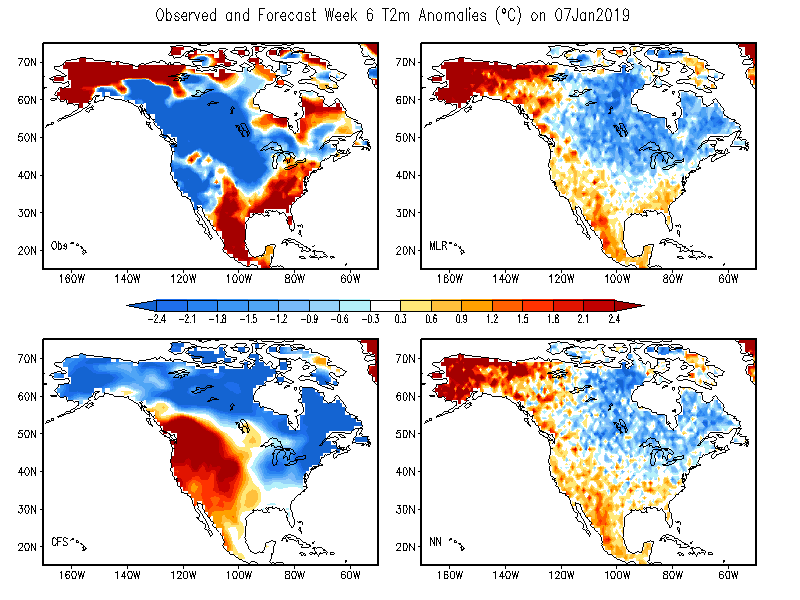 Observed and Forecast Week 6 T2m Anomalies (°C) on 07Jan2019
70N
60N
50N
40N
30N
20N
Obs
160W 140W 120W 100W 80W 60W
70N
60N
50N
40N
30N
20N
MLR
160W 140W 120W 100W 80W 60W
-2.4 -2.1 -1.8 -1.5 -1.2 -0.9 -0.6 -0.3 0.3 0.6 0.9 1.2 1.5 1.8 2.1 2.4
70N
60N
50N
40N
30N
20N
CFS
160W 140W 120W 100W 80W 60W
70N
60N
50N
40N
30N
20N
NN
160W 140W 120W 100W 80W 60W